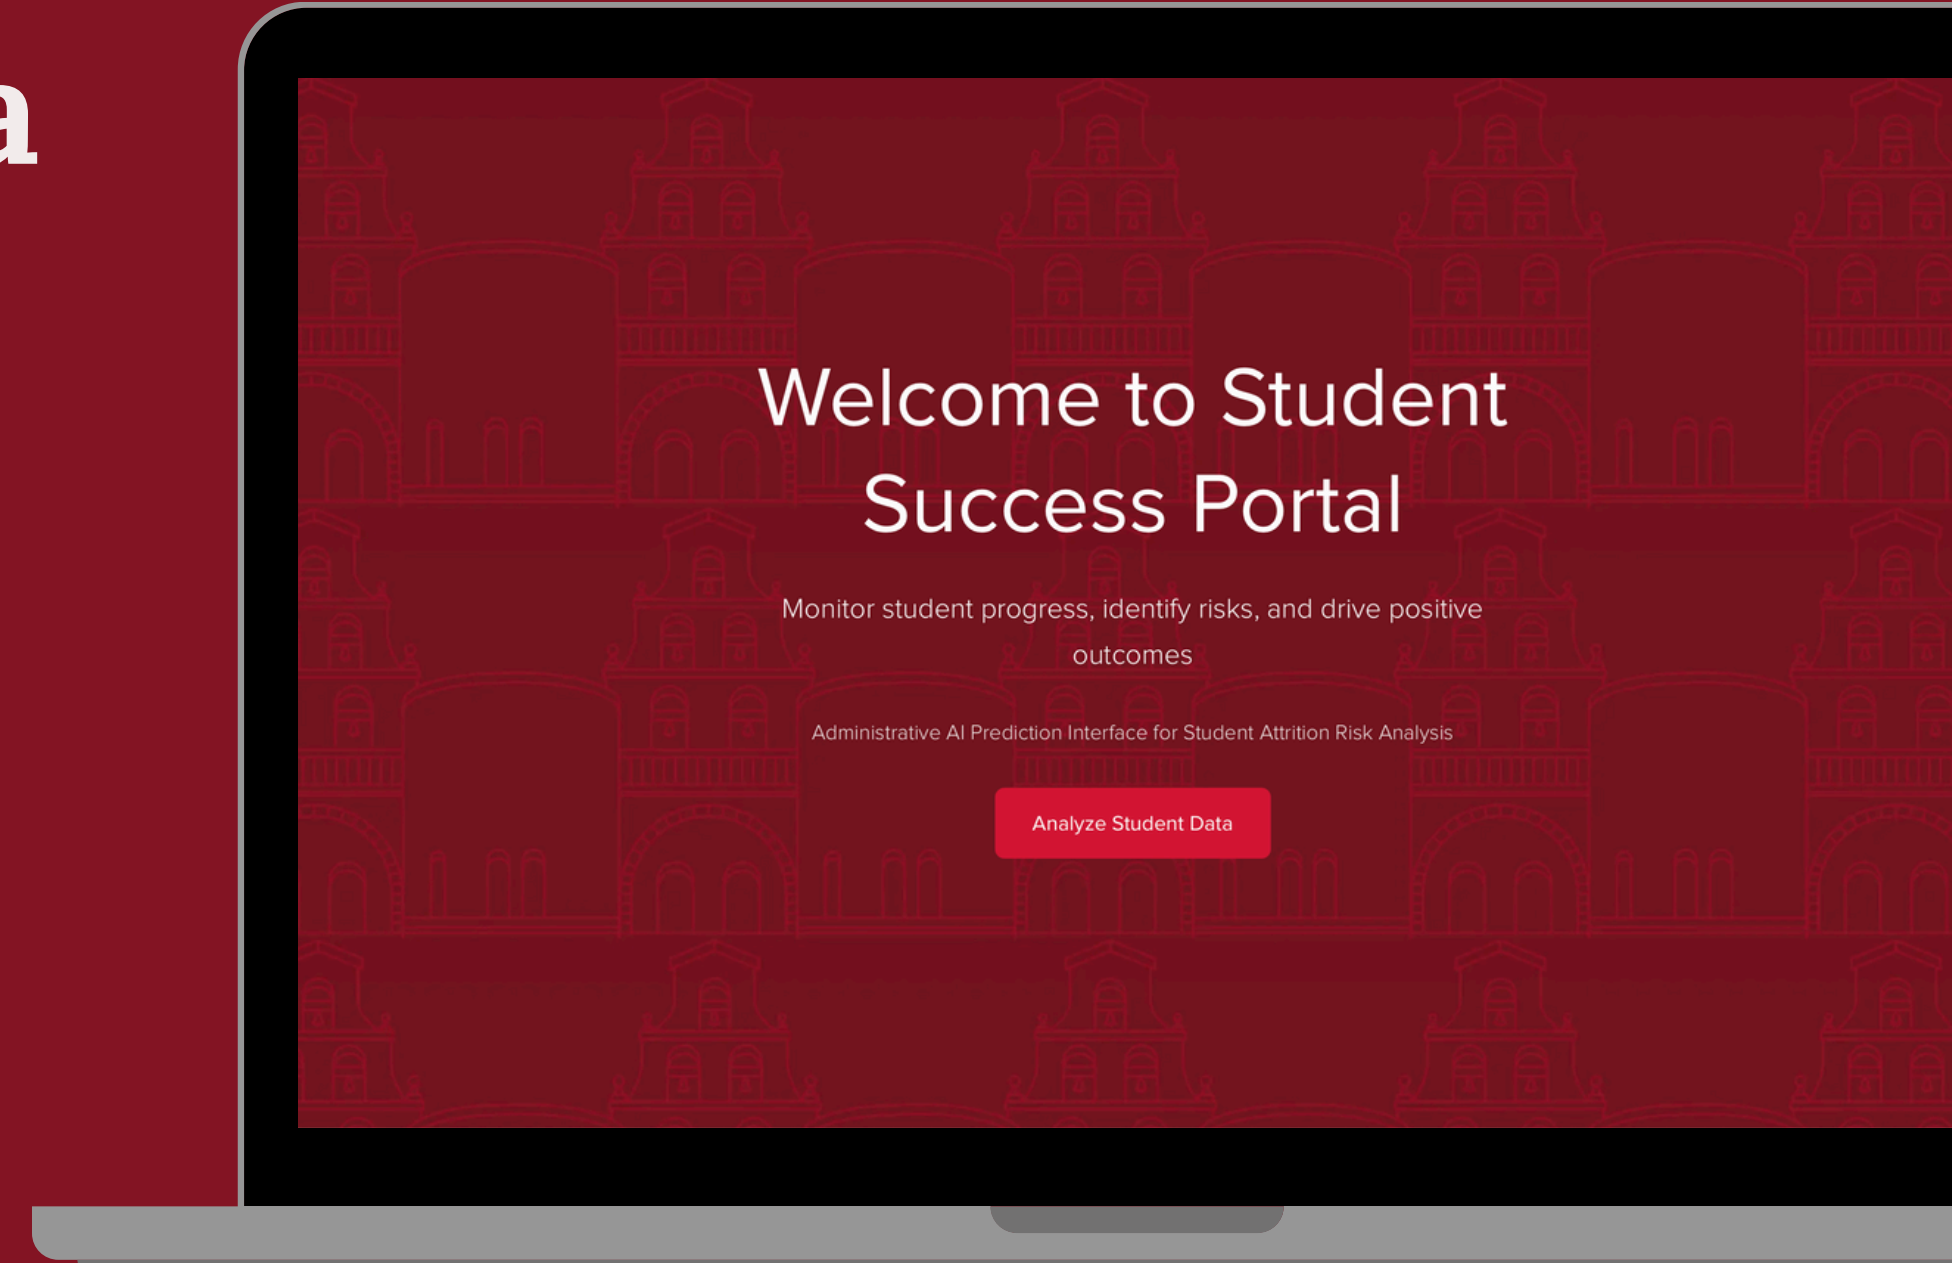 a
Welcome to Student
Success Portal
Monitor student progress, identify risks, and drive positive
outcomes
Administrative AI Prediction Interface for Student Attrition Risk Analysis
Analyze Student Data